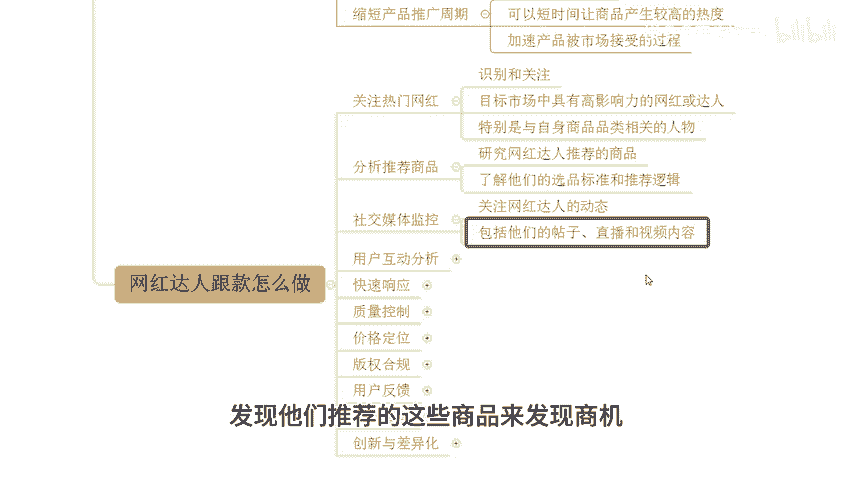 缩短产品推广周期
可以短时间让商品产生较高的热度
加速产品被市场接受的过程
bilibili
关注热门网红
识别和关注
目标市场中具有高影响力的网红或达人
特别是与自身商品品类相关的人物
分析推荐商品
研究网红达人推荐的商品
了解他们的选品标准和推荐逻辑
社交媒体监控
关注网红达人的动态
包括他们的帖子、直播和视频内容
网红达人跟款怎么做
用户互动分析
快速响应
质量控制
价格定位
版权合规
用户反馈
发现他们推荐的这些商品来发现商机
创新与差异化